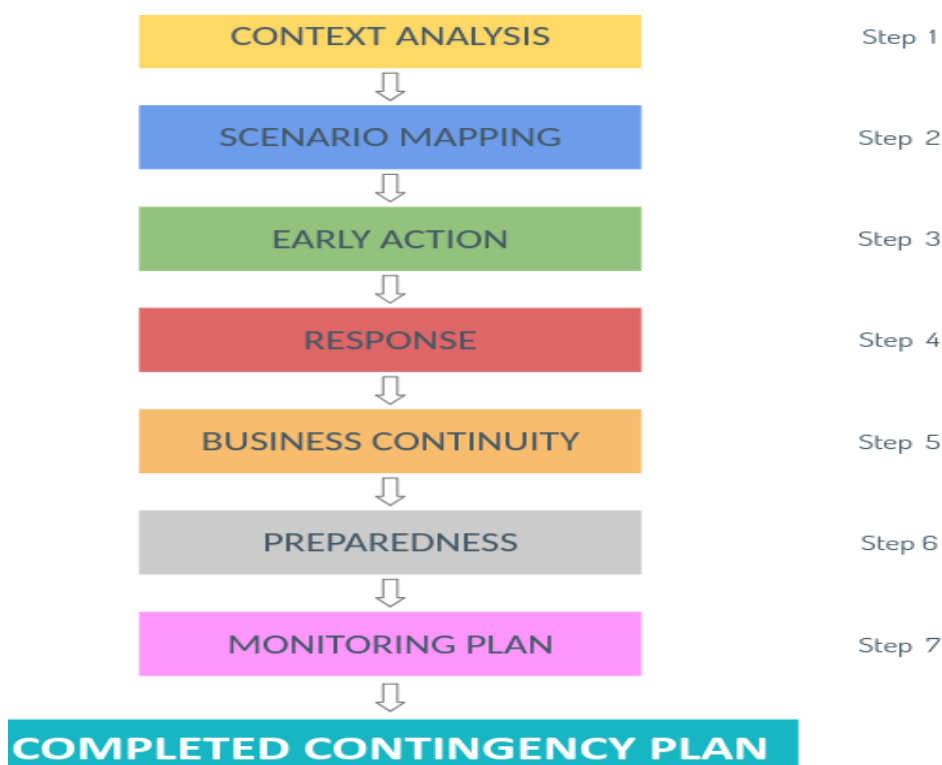 CONTEXT ANALYSIS Step 1
SCENARIO MAPPING Step 2
EARLY ACTION Step 3
RESPONSE Step 4
BUSINESS CONTINUITY Step 5
PREPAREDNESS Step 6
MONITORING PLAN Step 7
COMPLETED CONTINGENCY PLAN